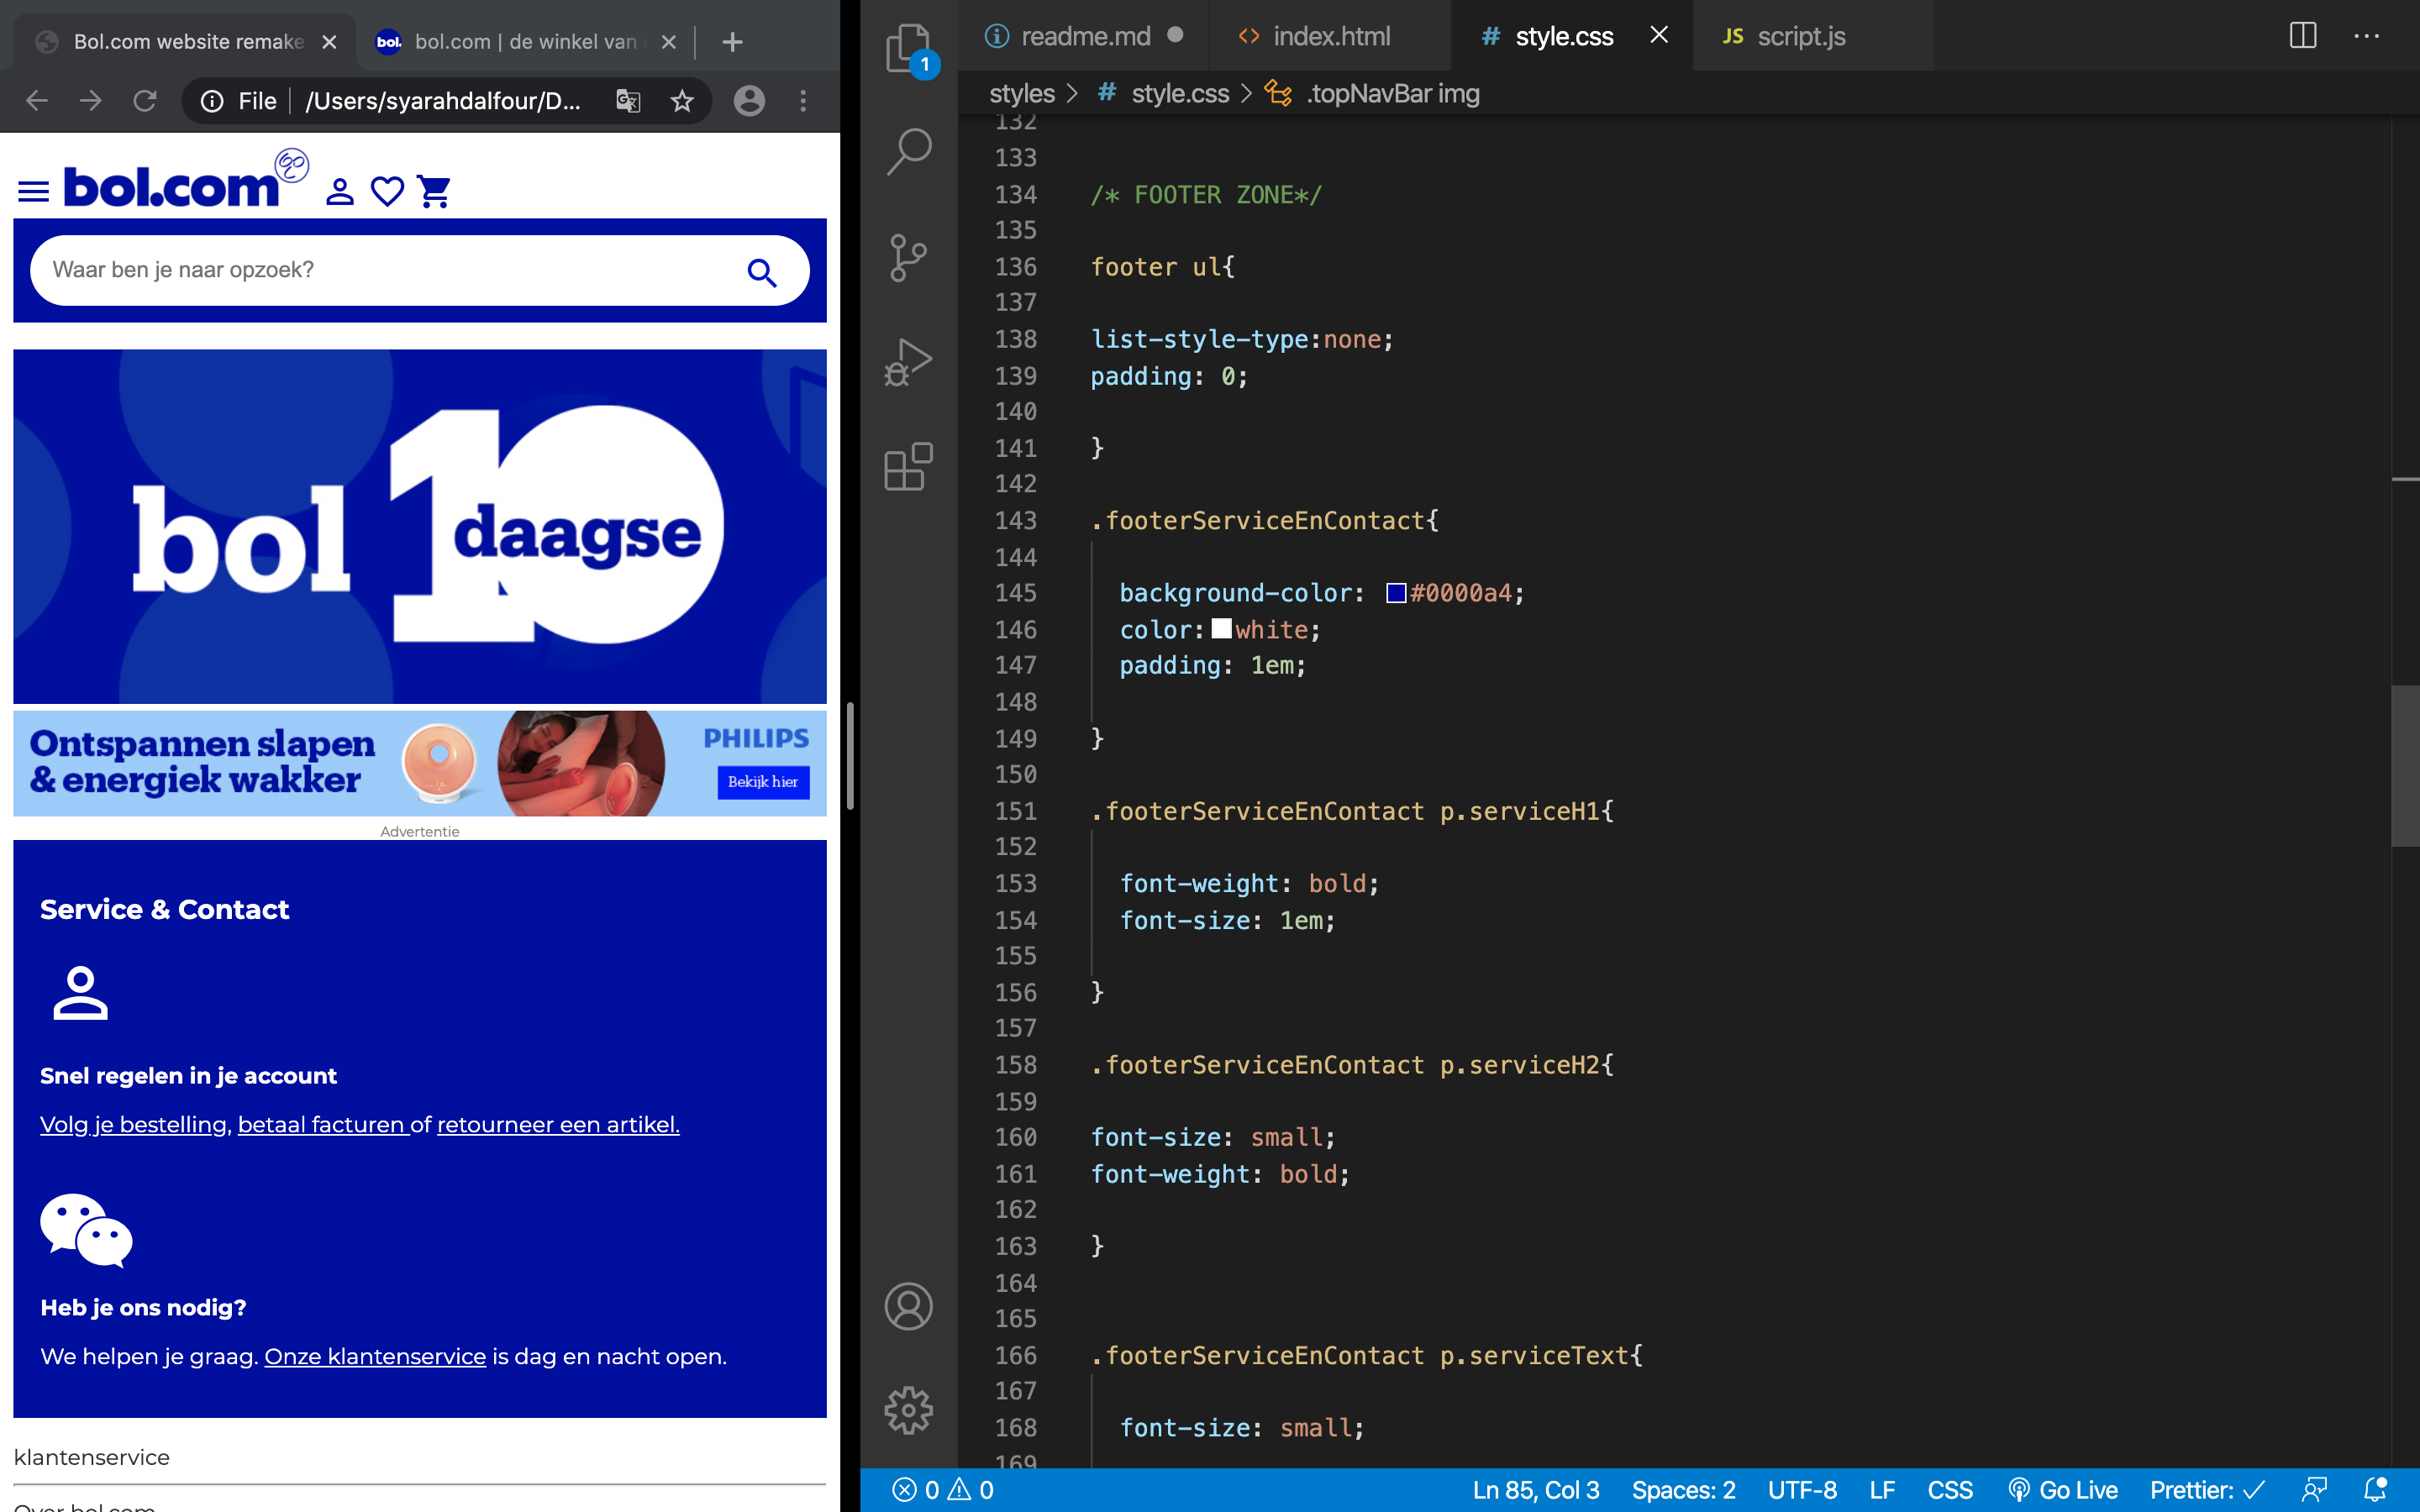 Bol.com website remake
bol. bol.com | de winkel van
File /Users/syarahdalfour/D...
bol.com
Waar ben je naar opzoek?
bol 10 daagse
Ontspannen slapen
& energiek wakker
PHILIPS
Bekijk hier
Advertentie
Service & Contact
Snel regelen in je account
Volg je bestelling, betaal facturen of retourneer een artikel.
Heb je ons nodig?
We helpen je graag. Onze klantenservice is dag en nacht open.
klantenservice
Over bol.com
1
readme.md
index.html
# style.css
JS script.js
styles > # style.css > .topNavBar img
132
133
134 /* FOOTER ZONE*/
135
136 footer ul{
137
138 list-style-type:none;
139 padding: 0;
140
141 }
142
143 .footerServiceEnContact{
144
145 background-color: #0000a4;
146 color:white;
147 padding: 1em;
148
149 }
150
151 .footerServiceEnContact p.serviceH1{
152
153 font-weight: bold;
154 font-size: 1em;
155
156 }
157
158 .footerServiceEnContact p.serviceH2{
159
160 font-size: small;
161 font-weight: bold;
162
163 }
164
165
166 .footerServiceEnContact p.serviceText{
167
168 font-size: small;
169
0 0 Ln 85, Col 3 Spaces: 2 UTF-8 LF CSS Go Live Prettier: ✓